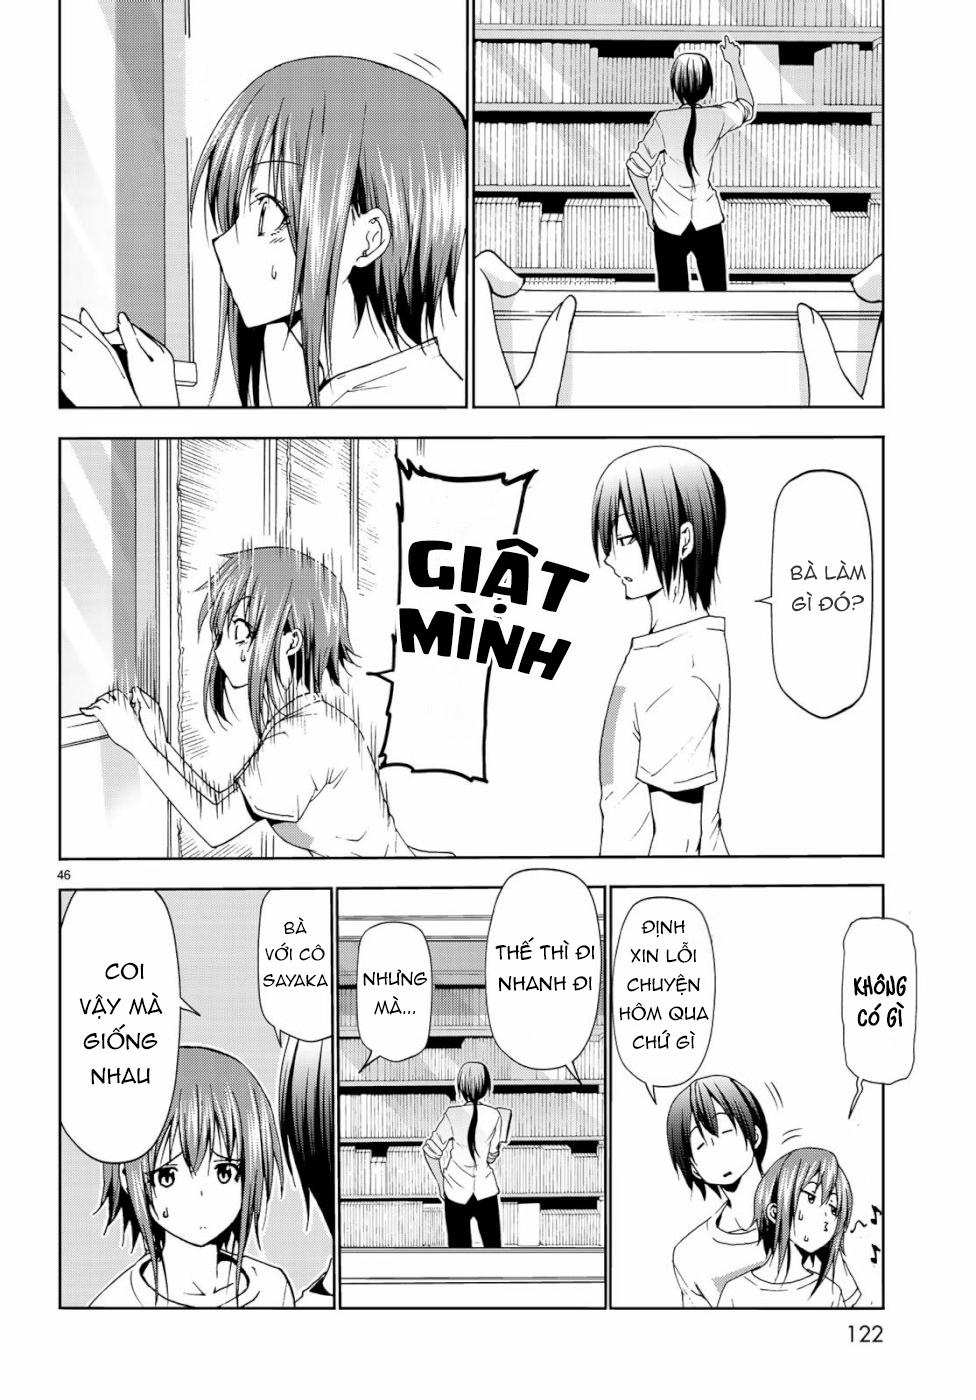 BÀ LÀM
GÌ ĐÓ?
GIẬT
MÌNH
46
KHÔNG
CÓ GÌ
ĐỊNH
XIN LỖI
CHUYỆN
HÔM QUA
CHỨ GÌ
THẾ THÌ ĐI
NHANH ĐI
NHƯNG
MÀ...
BÀ
VỚI CÔ
SAYAKA
COI
VẬY MÀ
GIỐNG
NHAU
122